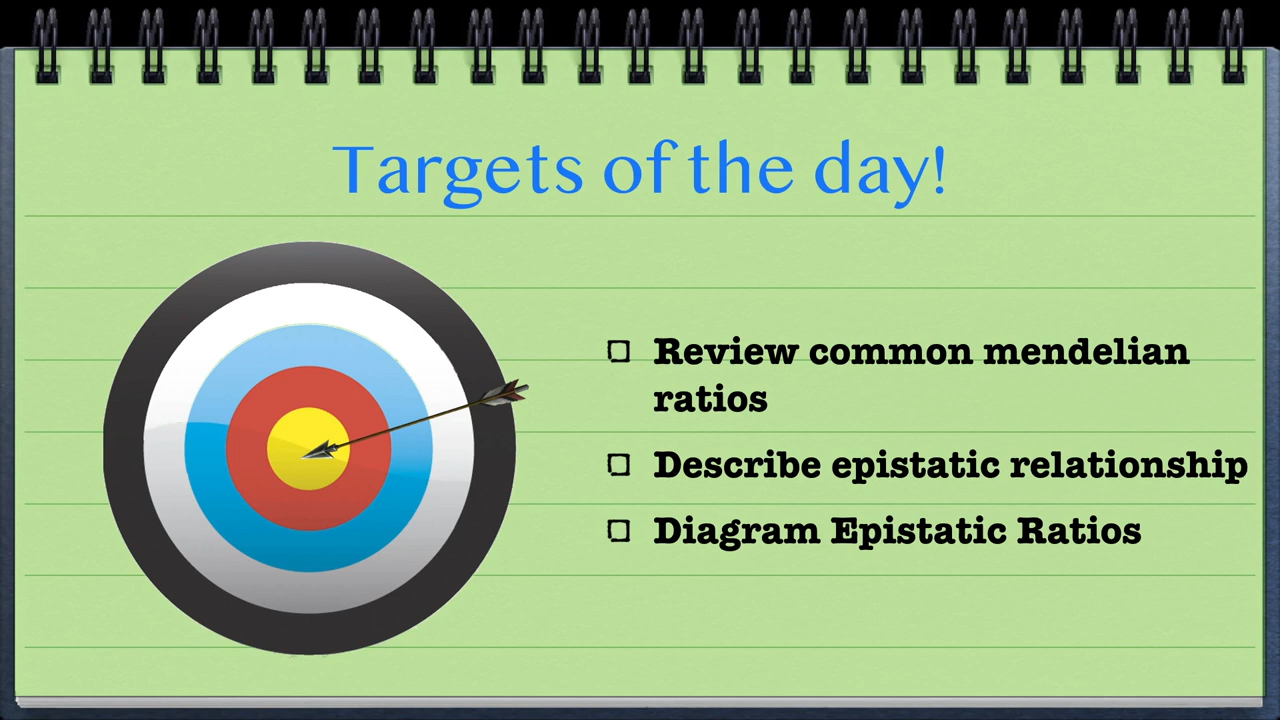 Targets of the day!
Review common mendelian
ratios
Describe epistatic relationship
Diagram Epistatic Ratios